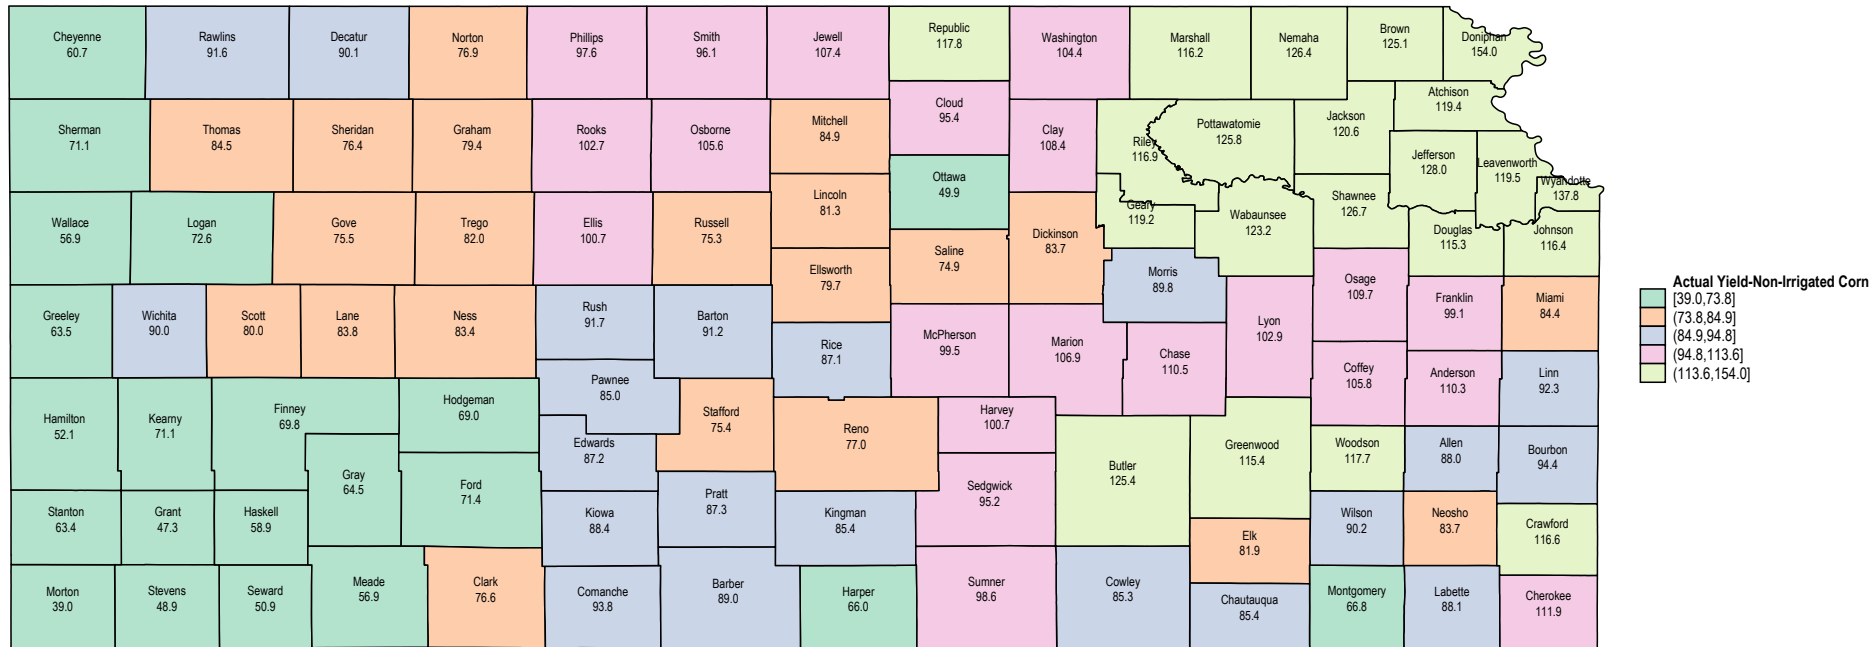 Cheyenne
60.7
Rawlins
91.6
Decatur
90.1
Norton
76.9
Phillips
97.6
Smith
96.1
Jewell
107.4
Republic
117.8
Washington
104.4
Marshall
116.2
Nemaha
126.4
Brown
125.1
Doniphan
154.0
Atchison
119.4
Cloud
95.4
Sherman
71.1
Thomas
84.5
Sheridan
76.4
Graham
79.4
Rooks
102.7
Osborne
105.6
Mitchell
84.9
Clay
108.4
Riley
116.9
Pottawatomie
125.8
Jackson
120.6
Jefferson
128.0
Leavenworth
119.5
Wyandotte
137.8
Ottawa
49.9
Lincoln
81.3
Wallace
56.9
Logan
72.6
Gove
75.5
Trego
82.0
Ellis
100.7
Russell
75.3
Dickinson
83.7
Geary
119.2
Wabaunsee
123.2
Shawnee
126.7
Douglas
115.3
Johnson
116.4
Saline
74.9
Ellsworth
79.7
Morris
89.8
Osage
109.7
Franklin
99.1
Miami
84.4
Greeley
63.5
Wichita
90.0
Scott
80.0
Lane
83.8
Ness
83.4
Rush
91.7
Barton
91.2
Rice
87.1
McPherson
99.5
Marion
106.9
Chase
110.5
Lyon
102.9
Coffey
105.8
Anderson
110.3
Linn
92.3
Hamilton
52.1
Kearny
71.1
Finney
69.8
Hodgeman
69.0
Pawnee
85.0
Stafford
75.4
Reno
77.0
Harvey
100.7
Edwards
87.2
Gray
64.5
Ford
71.4
Butler
125.4
Greenwood
115.4
Woodson
117.7
Allen
88.0
Bourbon
94.4
Sedgwick
95.2
Pratt
87.3
Stanton
63.4
Grant
47.3
Haskell
58.9
Kiowa
88.4
Kingman
85.4
Wilson
90.2
Neosho
83.7
Crawford
116.6
Elk
81.9
Morton
39.0
Stevens
48.9
Seward
50.9
Meade
56.9
Clark
76.6
Comanche
93.8
Barber
89.0
Harper
66.0
Sumner
98.6
Cowley
85.3
Chautauqua
85.4
Montgomery
66.8
Labette
88.1
Cherokee
111.9
Actual Yield-Non-Irrigated Corn
[39.0,73.8]
(73.8,84.9]
(84.9,94.8]
(94.8,113.6]
(113.6,154.0]